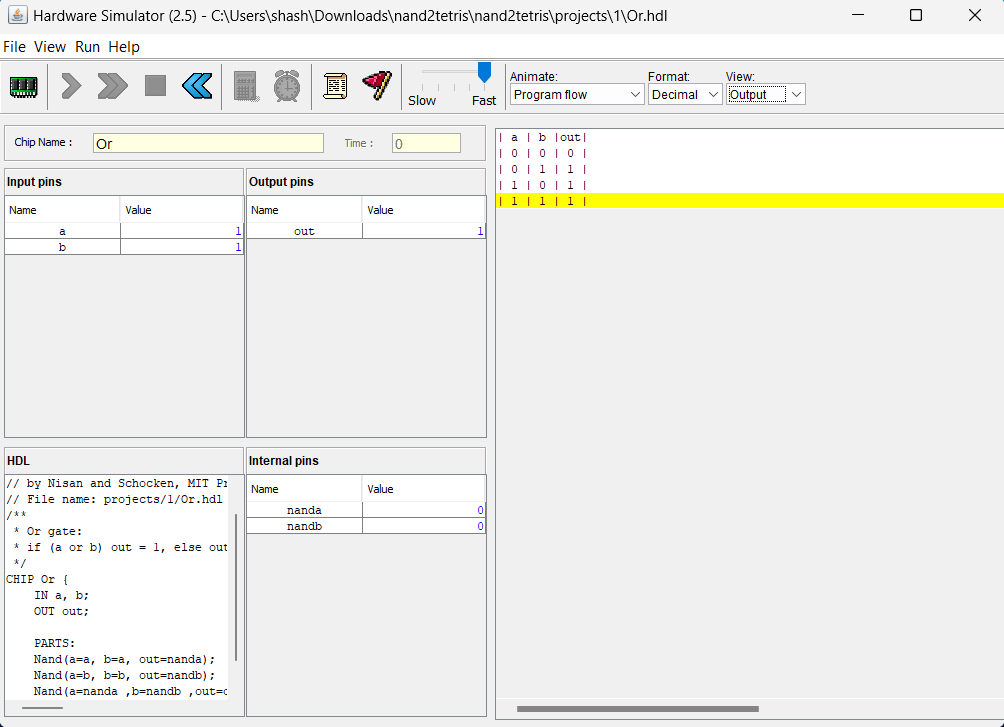 Hardware Simulator (2.5) - C:\Users\shash\Downloads\nand2tetris\nand2tetris\projects\1\Or.hdl
File View Run Help
Slow Fast
Animate: Format: View:
Program flow Decimal Output
Chip Name : Or Time : 0
Input pins
Name Value
a 1
b 1
Output pins
Name Value
out 1
| a | b |out|
| 0 | 0 | 0 |
| 0 | 1 | 1 |
| 1 | 0 | 1 |
| 1 | 1 | 1 |
HDL
// by Nisan and Schocken, MIT Pr
// File name: projects/1/Or.hdl
/**
 * Or gate:
 * if (a or b) out = 1, else out
 */
CHIP Or {
    IN a, b;
    OUT out;
    PARTS:
    Nand(a=a, b=a, out=nanda);
    Nand(a=b, b=b, out=nandb);
    Nand(a=nanda ,b=nandb ,out=o
Internal pins
Name Value
nanda 0
nandb 0